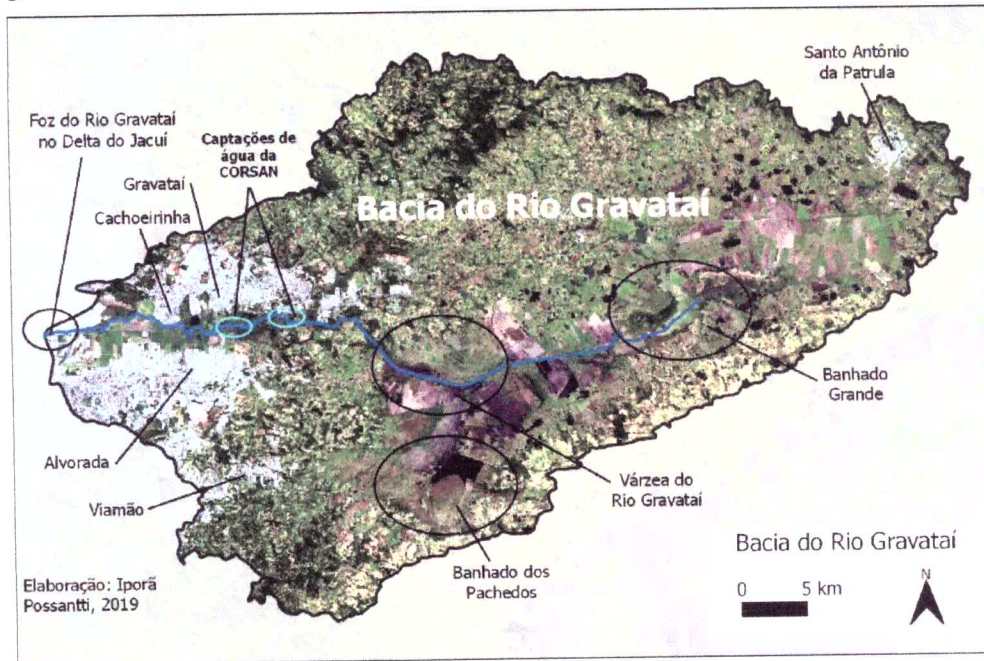 Santo Antônio
da Patrula
Foz do Rio Gravataí
no Delta do Jacuí
Captações de
água da
CORSAN
Gravataí
Cachoeirinha
Bacia do Rio Gravataí
Banhado
Grande
Alvorada
Viamão
Várzea do
Rio Gravataí
Banhado dos
Pachedos
Elaboração: Iporã
Possantti, 2019
Bacia do Rio Gravataí
0 5 km
N